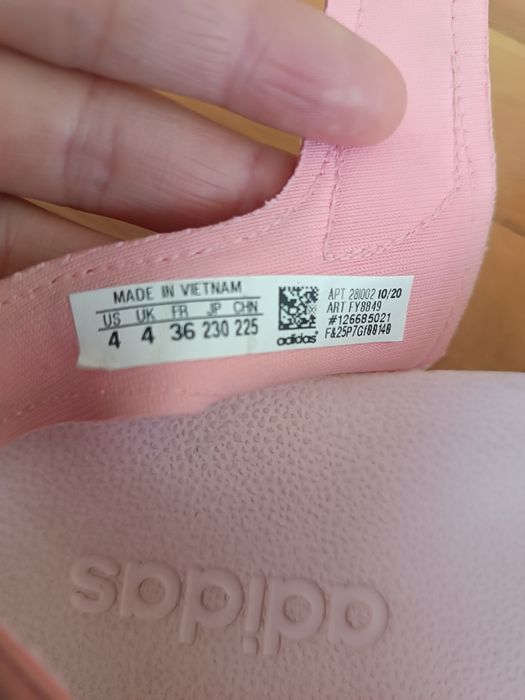 MADE IN VIETNAM
US UK FR JP CHN
4 4 36 230 225
adidas
APT 281002 10/20
ART FY8849
#126685021
adidas